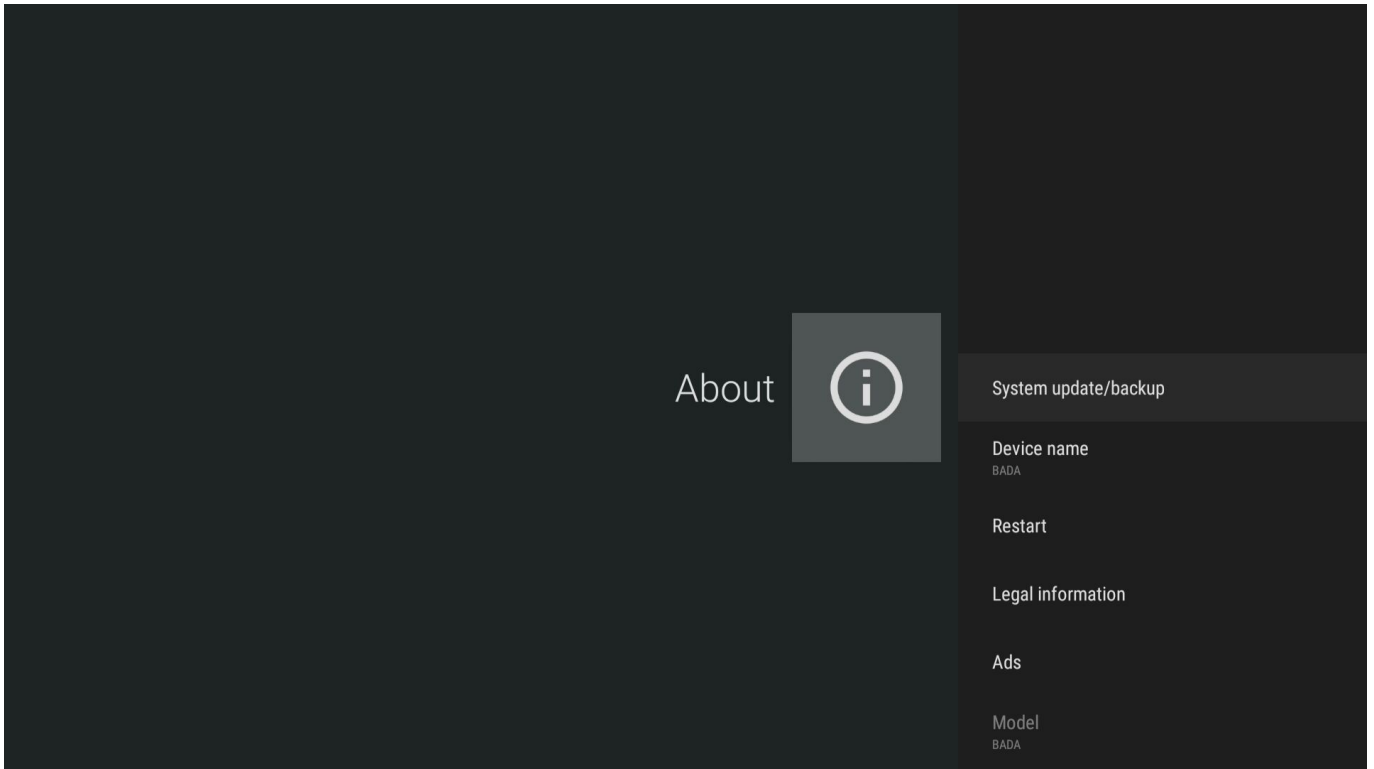 About
System update/backup
Device name
BADA
Restart
Legal information
Ads
Model
BADA